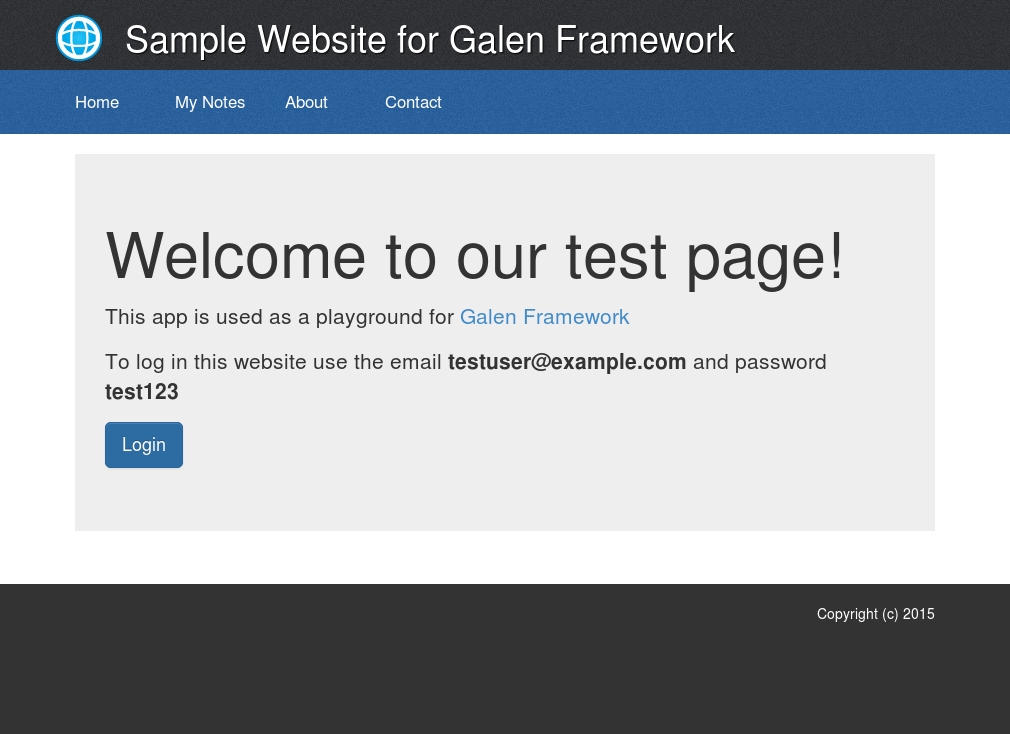 Sample Website for Galen Framework
Home My Notes About Contact
Welcome to our test page!
This app is used as a playground for Galen Framework
To log in this website use the email testuser@example.com and password
test123
Login
Copyright (c) 2015